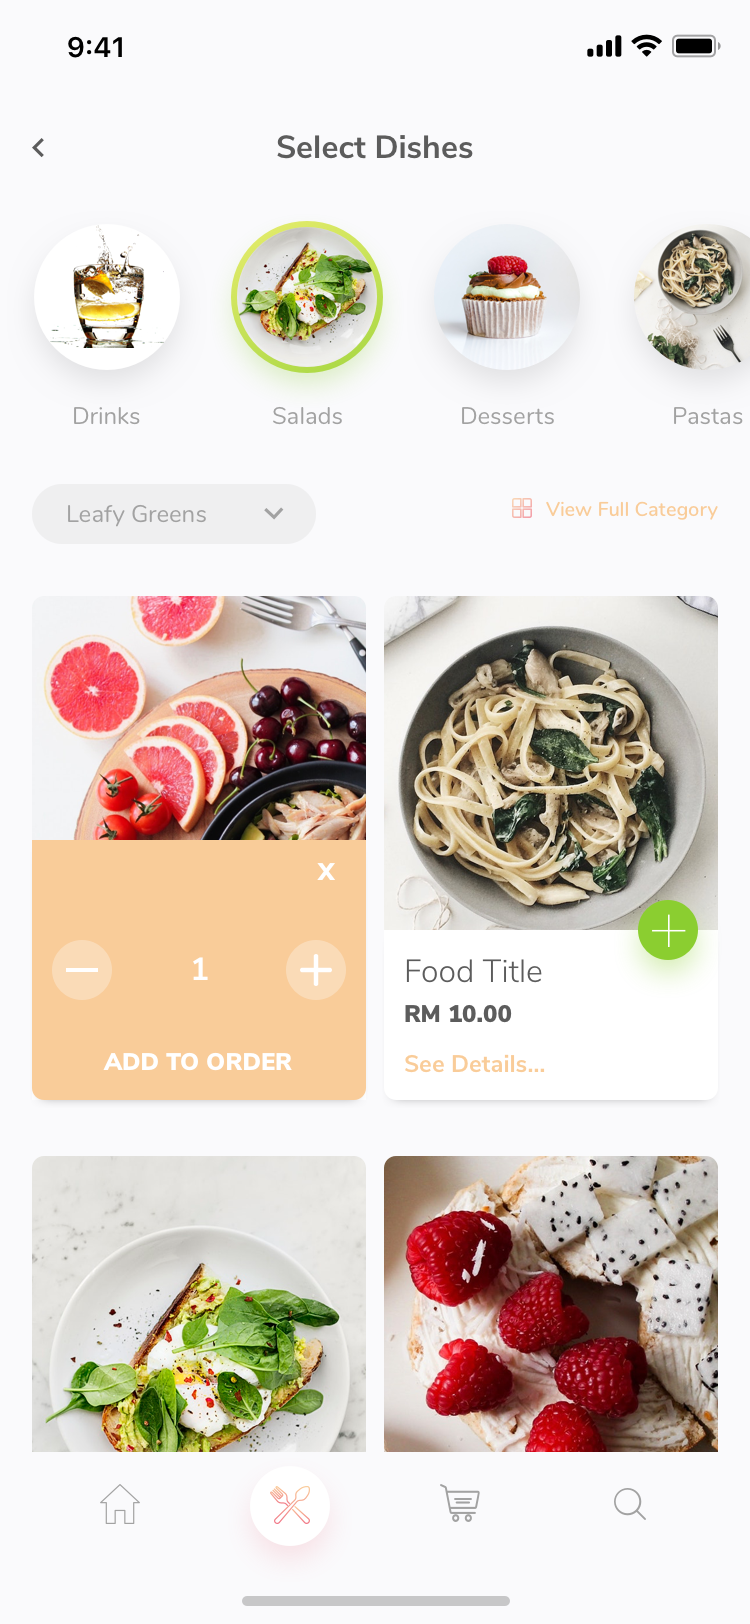 9:41
Select Dishes
Drinks
Salads
Desserts
Pastas
Leafy Greens
View Full Category
x
1
ADD TO ORDER
Food Title
RM 10.00
See Details...